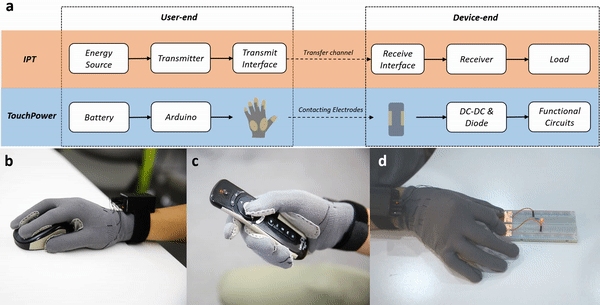 a
User-end
Device-end
IPT
Energy
Source
Transmitter
Transmit
Interface
Transfer channel
Receive
Interface
Receiver
Load
TouchPower
Battery
Arduino
Contacting Electrodes
DC-DC &
Diode
Functional
Circuits
b
c
d